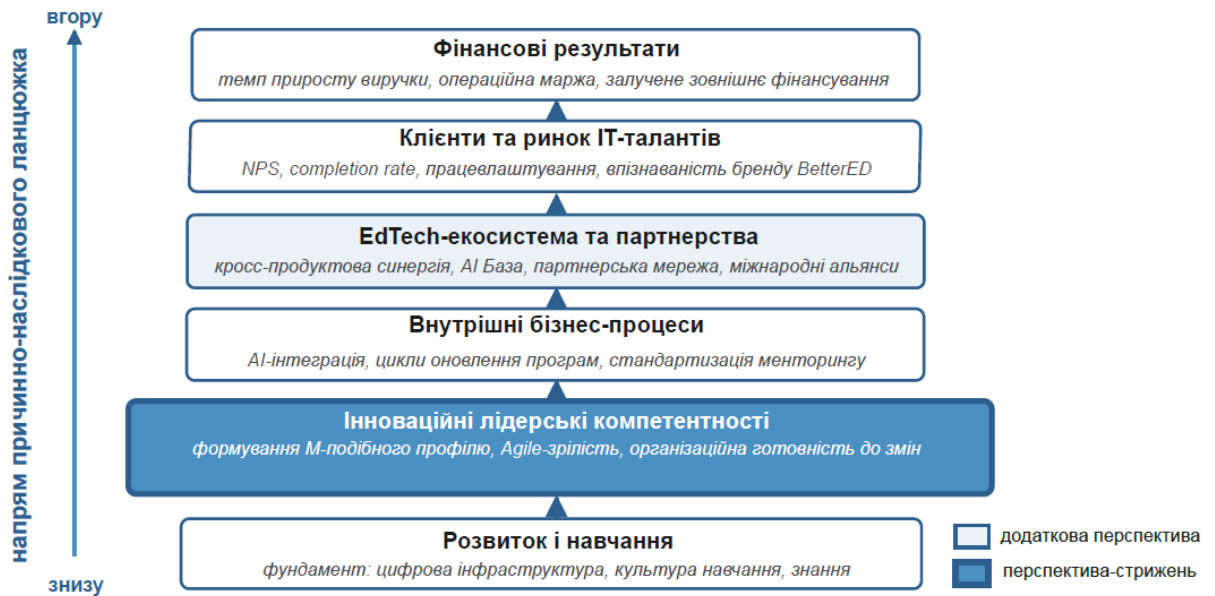 вгору
напрям причинно-наслідкового ланцюжка
Фінансові результати
темп приросту виручки, операційна маржа, залучене зовнішнє фінансування
Клієнти та ринок ІТ-талантів
NPS, completion rate, працевлаштування, впізнаваність бренду BetterED
EdTech-екосистема та партнерства
кросс-продуктова синергія, AI База, партнерська мережа, міжнародні альянси
Внутрішні бізнес-процеси
AI-інтеграція, цикли оновлення програм, стандартизація менторингу
Інноваційні лідерські компетентності
формування М-подібного профілю, Agile-зрілість, організаційна готовність до змін
Розвиток і навчання
фундамент: цифрова інфраструктура, культура навчання, знання
знизу
додаткова перспектива
перспектива-стрижень